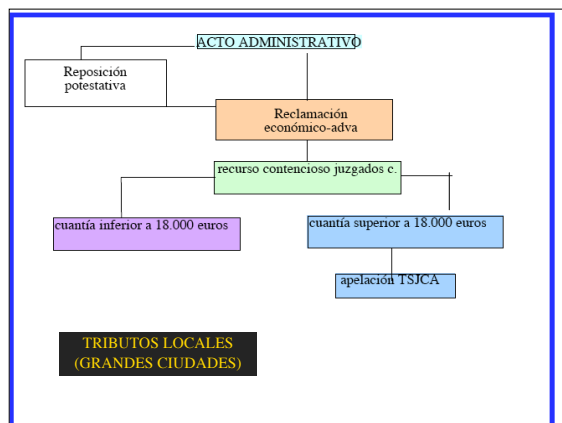 ACTO ADMINISTRATIVO
Reposición
potestativa
Reclamación
económico-adva
recurso contencioso juzgados c.
cuantía inferior a 18.000 euros
cuantía superior a 18.000 euros
apelación TSJCA
TRIBUTOS LOCALES
(GRANDES CIUDADES)